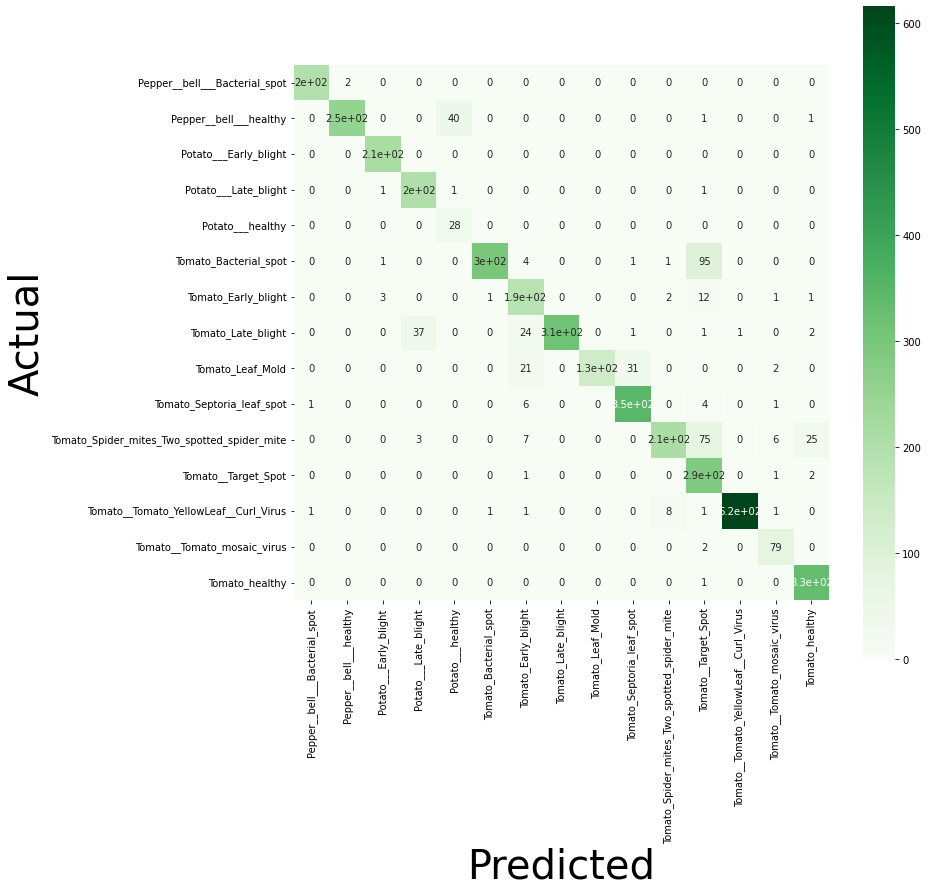 600
Pepper__bell___Bacterial_spot 2e+02 2 0 0 0 0 0 0 0 0 0 0 0 0 0
Pepper__bell___healthy 0 2.5e+02 0 0 40 0 0 0 0 0 0 1 0 0 1
500
Potato___Early_blight 0 0 2.1e+02 0 0 0 0 0 0 0 0 0 0 0 0
Potato___Late_blight 0 0 1 2e+02 1 0 0 0 0 0 0 1 0 0 0
Potato___healthy 0 0 0 0 28 0 0 0 0 0 0 0 0 0 0
400
Tomato_Bacterial_spot 0 0 1 0 0 3e+02 4 0 0 1 1 95 0 0 0
Tomato_Early_blight 0 0 3 0 0 1 1.9e+02 0 0 0 2 12 0 1 1
Actual
Tomato_Late_blight 0 0 0 37 0 0 24 3.1e+02 0 1 0 1 1 0 2
300
Tomato_Leaf_Mold 0 0 0 0 0 0 21 0 1.3e+02 31 0 0 0 2 0
Tomato_Septoria_leaf_spot 1 0 0 0 0 0 6 0 0 3.5e+02 0 4 0 1 0
Tomato_Spider_mites_Two_spotted_spider_mite 0 0 0 3 0 0 7 0 0 0 2.1e+02 75 0 6 25
200
Tomato__Target_Spot 0 0 0 0 0 0 1 0 0 0 0 2.9e+02 0 1 2
Tomato__Tomato_YellowLeaf__Curl_Virus 1 0 0 0 0 1 1 0 0 0 8 1 6.2e+02 1 0
Tomato__Tomato_mosaic_virus 0 0 0 0 0 0 0 0 0 0 0 2 0 79 0
100
Tomato_healthy 0 0 0 0 0 0 0 0 0 0 0 1 0 0 3.3e+02
0
Pepper__bell___Bacterial_spot
Pepper__bell___healthy
Potato___Early_blight
Potato___Late_blight
Potato___healthy
Tomato_Bacterial_spot
Tomato_Early_blight
Tomato_Late_blight
Tomato_Leaf_Mold
Tomato_Septoria_leaf_spot
Tomato_Spider_mites_Two_spotted_spider_mite
Tomato__Target_Spot
Tomato__Tomato_YellowLeaf__Curl_Virus
Tomato__Tomato_mosaic_virus
Tomato_healthy
Predicted